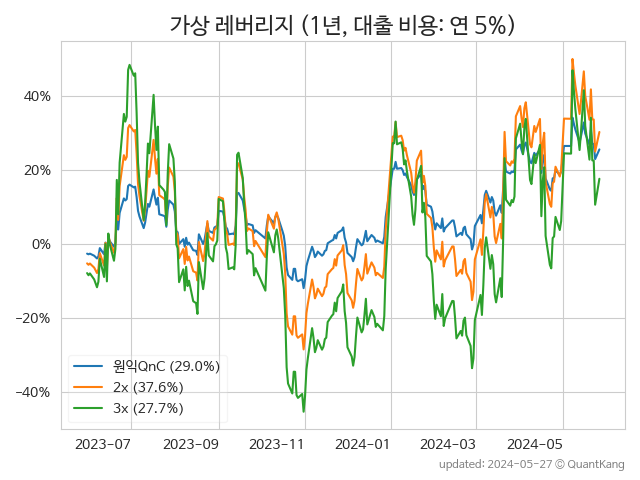 가상 레버리지 (1년, 대출 비용: 연 5%)
40%
20%
0%
−20%
−40%
원익QnC (29.0%)
2x (37.6%)
3x (27.7%)
2023-07 2023-09 2023-11 2024-01 2024-03 2024-05
updated: 2024-05-27 © QuantKang